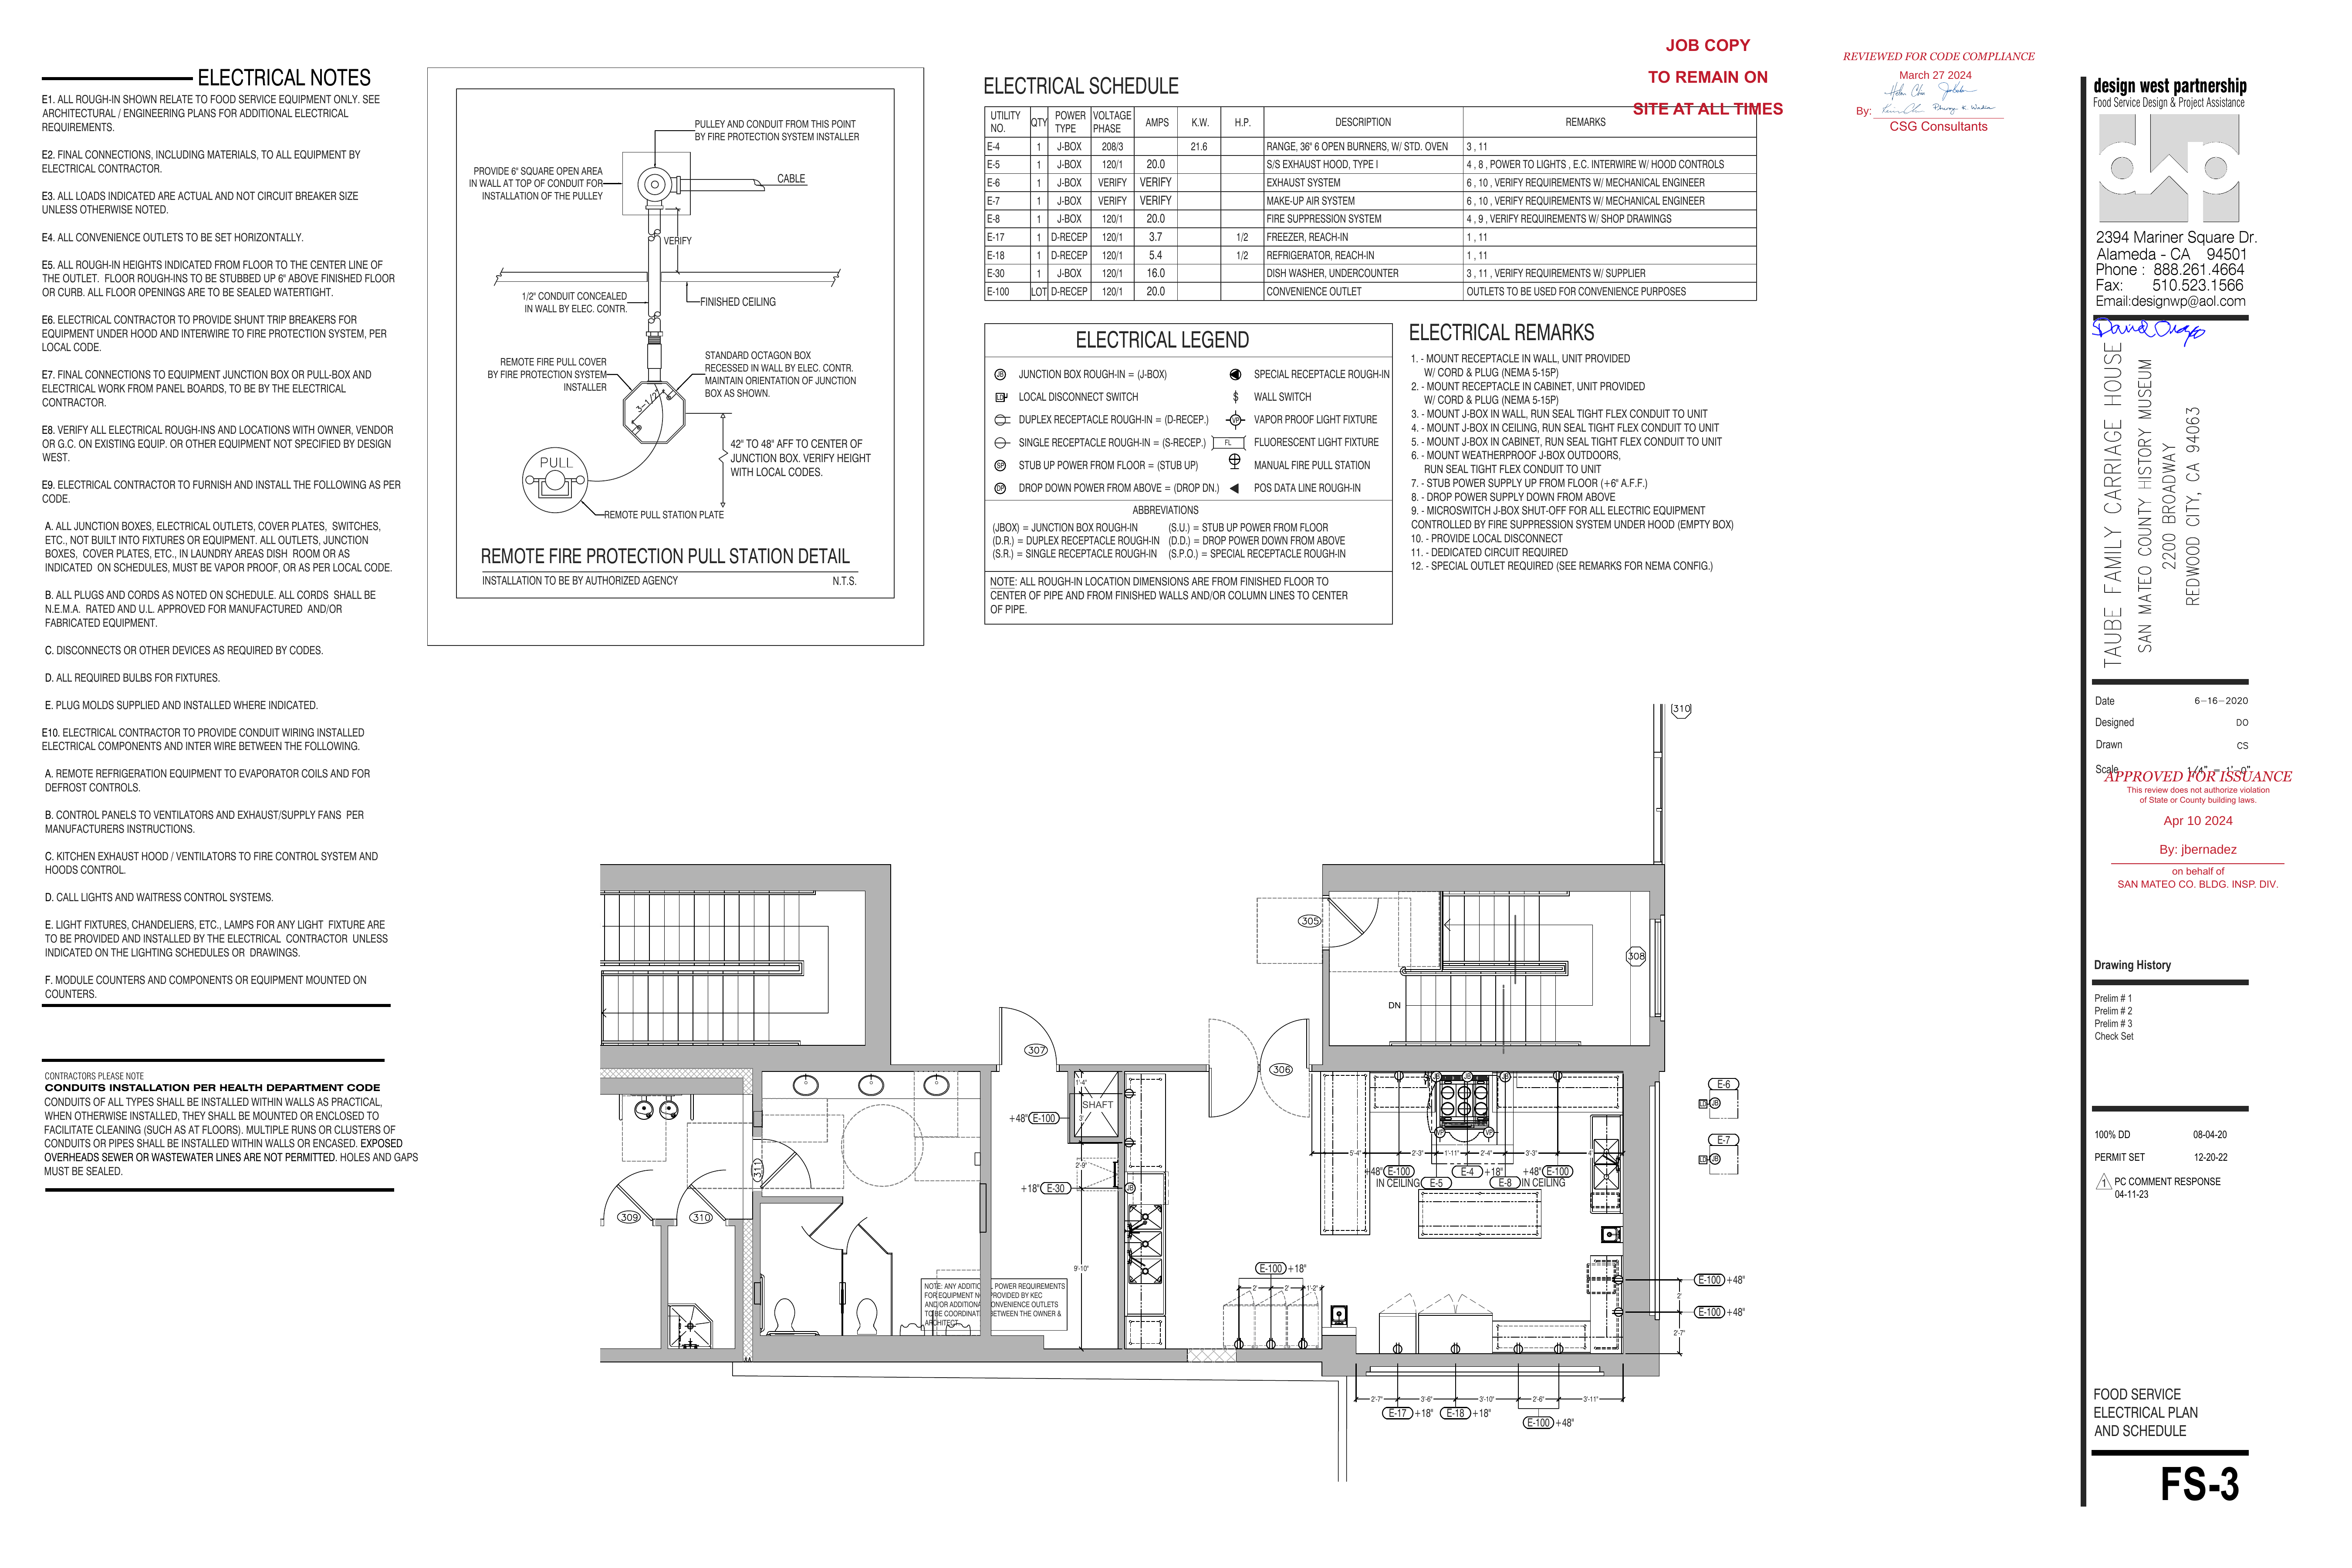 ELECTRICAL NOTES
E1. ALL ROUGH-IN SHOWN RELATE TO FOOD SERVICE EQUIPMENT ONLY. SEE
ARCHITECTURAL / ENGINEERING PLANS FOR ADDITIONAL ELECTRICAL
REQUIREMENTS.
E2. FINAL CONNECTIONS, INCLUDING MATERIALS, TO ALL EQUIPMENT BY
ELECTRICAL CONTRACTOR.
E3. ALL LOADS INDICATED ARE ACTUAL AND NOT CIRCUIT BREAKER SIZE
UNLESS OTHERWISE NOTED.
E4. ALL CONVENIENCE OUTLETS TO BE SET HORIZONTALLY.
E5. ALL ROUGH-IN HEIGHTS INDICATED FROM FLOOR TO THE CENTER LINE OF
THE OUTLET. FLOOR ROUGH-INS TO BE STUBBED UP 6" ABOVE FINISHED FLOOR
OR CURB. ALL FLOOR OPENINGS ARE TO BE SEALED WATERTIGHT.
E6. ELECTRICAL CONTRACTOR TO PROVIDE SHUNT TRIP BREAKERS FOR
EQUIPMENT UNDER HOOD AND INTERWIRE TO FIRE PROTECTION SYSTEM, PER
LOCAL CODE.
E7. FINAL CONNECTIONS TO EQUIPMENT JUNCTION BOX OR PULL-BOX AND
ELECTRICAL WORK FROM PANEL BOARDS, TO BE BY THE ELECTRICAL
CONTRACTOR.
E8. VERIFY ALL ELECTRICAL ROUGH-INS AND LOCATIONS WITH OWNER, VENDOR
OR G.C. ON EXISTING EQUIP. OR OTHER EQUIPMENT NOT SPECIFIED BY DESIGN
WEST.
E9. ELECTRICAL CONTRACTOR TO FURNISH AND INSTALL THE FOLLOWING AS PER
CODE.
A. ALL JUNCTION BOXES, ELECTRICAL OUTLETS, COVER PLATES, SWITCHES,
ETC., NOT BUILT INTO FIXTURES OR EQUIPMENT. ALL OUTLETS, JUNCTION
BOXES, COVER PLATES, ETC., IN LAUNDRY AREAS DISH ROOM OR AS
INDICATED ON SCHEDULES, MUST BE VAPOR PROOF, OR AS PER LOCAL CODE.
B. ALL PLUGS AND CORDS AS NOTED ON SCHEDULE. ALL CORDS SHALL BE
N.E.M.A. RATED AND U.L. APPROVED FOR MANUFACTURED AND/OR
FABRICATED EQUIPMENT.
C. DISCONNECTS OR OTHER DEVICES AS REQUIRED BY CODES.
D. ALL REQUIRED BULBS FOR FIXTURES.
E. PLUG MOLDS SUPPLIED AND INSTALLED WHERE INDICATED.
E10. ELECTRICAL CONTRACTOR TO PROVIDE CONDUIT WIRING INSTALLED
ELECTRICAL COMPONENTS AND INTER WIRE BETWEEN THE FOLLOWING.
A. REMOTE REFRIGERATION EQUIPMENT TO EVAPORATOR COILS AND FOR
DEFROST CONTROLS.
B. CONTROL PANELS TO VENTILATORS AND EXHAUST/SUPPLY FANS PER
MANUFACTURERS INSTRUCTIONS.
C. KITCHEN EXHAUST HOOD / VENTILATORS TO FIRE CONTROL SYSTEM AND
HOODS CONTROL.
D. CALL LIGHTS AND WAITRESS CONTROL SYSTEMS.
E. LIGHT FIXTURES, CHANDELIERS, ETC., LAMPS FOR ANY LIGHT FIXTURE ARE
TO BE PROVIDED AND INSTALLED BY THE ELECTRICAL CONTRACTOR UNLESS
INDICATED ON THE LIGHTING SCHEDULES OR DRAWINGS.
F. MODULE COUNTERS AND COMPONENTS OR EQUIPMENT MOUNTED ON
COUNTERS.
CONTRACTORS PLEASE NOTE
CONDUITS INSTALLATION PER HEALTH DEPARTMENT CODE
CONDUITS OF ALL TYPES SHALL BE INSTALLED WITHIN WALLS AS PRACTICAL,
WHEN OTHERWISE INSTALLED, THEY SHALL BE MOUNTED OR ENCLOSED TO
FACILITATE CLEANING (SUCH AS AT FLOORS). MULTIPLE RUNS OR CLUSTERS OF
CONDUITS OR PIPES SHALL BE INSTALLED WITHIN WALLS OR ENCASED. EXPOSED
OVERHEADS SEWER OR WASTEWATER LINES ARE NOT PERMITTED. HOLES AND GAPS
MUST BE SEALED.
PULLEY AND CONDUIT FROM THIS POINT
BY FIRE PROTECTION SYSTEM INSTALLER
PROVIDE 6" SQUARE OPEN AREA
IN WALL AT TOP OF CONDUIT FOR
INSTALLATION OF THE PULLEY
CABLE
VERIFY
1/2" CONDUIT CONCEALED
IN WALL BY ELEC. CONTR.
FINISHED CEILING
REMOTE FIRE PULL COVER
BY FIRE PROTECTION SYSTEM
INSTALLER
STANDARD OCTAGON BOX
RECESSED IN WALL BY ELEC. CONTR.
MAINTAIN ORIENTATION OF JUNCTION
BOX AS SHOWN.
3-1/2"
42" TO 48" AFF TO CENTER OF
JUNCTION BOX. VERIFY HEIGHT
WITH LOCAL CODES.
PULL
REMOTE PULL STATION PLATE
REMOTE FIRE PROTECTION PULL STATION DETAIL
INSTALLATION TO BE BY AUTHORIZED AGENCY N.T.S.
JOB COPY
TO REMAIN ON
SITE AT ALL TIMES
ELECTRICAL SCHEDULE
UTILITY NO. QTY POWER TYPE VOLTAGE PHASE AMPS K.W. H.P. DESCRIPTION REMARKS
E-4 1 J-BOX 208/3 21.6 RANGE, 36" 6 OPEN BURNERS, W/ STD. OVEN 3 , 11
E-5 1 J-BOX 120/1 20.0 S/S EXHAUST HOOD, TYPE I 4 , 8 , POWER TO LIGHTS , E.C. INTERWIRE W/ HOOD CONTROLS
E-6 1 J-BOX VERIFY VERIFY EXHAUST SYSTEM 6 , 10 , VERIFY REQUIREMENTS W/ MECHANICAL ENGINEER
E-7 1 J-BOX VERIFY VERIFY MAKE-UP AIR SYSTEM 6 , 10 , VERIFY REQUIREMENTS W/ MECHANICAL ENGINEER
E-8 1 J-BOX 120/1 20.0 FIRE SUPPRESSION SYSTEM 4 , 9 , VERIFY REQUIREMENTS W/ SHOP DRAWINGS
E-17 1 D-RECEP 120/1 3.7 1/2 FREEZER, REACH-IN 1 , 11
E-18 1 D-RECEP 120/1 5.4 1/2 REFRIGERATOR, REACH-IN 1 , 11
E-30 1 J-BOX 120/1 16.0 DISH WASHER, UNDERCOUNTER 3 , 11 , VERIFY REQUIREMENTS W/ SUPPLIER
E-100 LOT D-RECEP 120/1 20.0 CONVENIENCE OUTLET OUTLETS TO BE USED FOR CONVENIENCE PURPOSES
ELECTRICAL LEGEND
JB JUNCTION BOX ROUGH-IN = (J-BOX) SPECIAL RECEPTACLE ROUGH-IN
LD LOCAL DISCONNECT SWITCH $ WALL SWITCH
DUPLEX RECEPTACLE ROUGH-IN = (D-RECEP.) VP VAPOR PROOF LIGHT FIXTURE
SINGLE RECEPTACLE ROUGH-IN = (S-RECEP.) FL FLUORESCENT LIGHT FIXTURE
SP STUB UP POWER FROM FLOOR = (STUB UP) MANUAL FIRE PULL STATION
DP DROP DOWN POWER FROM ABOVE = (DROP DN.) POS DATA LINE ROUGH-IN
ABBREVIATIONS
(JBOX) = JUNCTION BOX ROUGH-IN (S.U.) = STUB UP POWER FROM FLOOR
(D.R.) = DUPLEX RECEPTACLE ROUGH-IN (D.D.) = DROP POWER DOWN FROM ABOVE
(S.R.) = SINGLE RECEPTACLE ROUGH-IN (S.P.O.) = SPECIAL RECEPTACLE ROUGH-IN
NOTE: ALL ROUGH-IN LOCATION DIMENSIONS ARE FROM FINISHED FLOOR TO
CENTER OF PIPE AND FROM FINISHED WALLS AND/OR COLUMN LINES TO CENTER
OF PIPE.
ELECTRICAL REMARKS
1. - MOUNT RECEPTACLE IN WALL, UNIT PROVIDED
W/ CORD & PLUG (NEMA 5-15P)
2. - MOUNT RECEPTACLE IN CABINET, UNIT PROVIDED
W/ CORD & PLUG (NEMA 5-15P)
3. - MOUNT J-BOX IN WALL, RUN SEAL TIGHT FLEX CONDUIT TO UNIT
4. - MOUNT J-BOX IN CEILING, RUN SEAL TIGHT FLEX CONDUIT TO UNIT
5. - MOUNT J-BOX IN CABINET, RUN SEAL TIGHT FLEX CONDUIT TO UNIT
6. - MOUNT WEATHERPROOF J-BOX OUTDOORS,
RUN SEAL TIGHT FLEX CONDUIT TO UNIT
7. - STUB POWER SUPPLY UP FROM FLOOR (+6" A.F.F.)
8. - DROP POWER SUPPLY DOWN FROM ABOVE
9. - MICROSWITCH J-BOX SHUT-OFF FOR ALL ELECTRIC EQUIPMENT
CONTROLLED BY FIRE SUPPRESSION SYSTEM UNDER HOOD (EMPTY BOX)
10. - PROVIDE LOCAL DISCONNECT
11. - DEDICATED CIRCUIT REQUIRED
12. - SPECIAL OUTLET REQUIRED (SEE REMARKS FOR NEMA CONFIG.)
REVIEWED FOR CODE COMPLIANCE
March 27 2024
By:
CSG Consultants
310
305
308
DN
307
306
1'-4"
SHAFT
3'
+48" E-100
2'-9"
+18" E-30
JB
9'-10"
311
309
310
NOTE: ANY ADDITIONAL POWER REQUIREMENTS
FOR EQUIPMENT NOT PROVIDED BY KEC
AND/OR ADDITIONAL CONVENIENCE OUTLETS
TO BE COORDINATED BETWEEN THE OWNER &
ARCHITECT
JB JB JB
VP VP
5'-4" 2'-3" 1'-11" 2'-4" 3'-3" 4'
+48" E-100 E-4 +18" +48" E-100
IN CEILING E-5 E-8 IN CEILING
E-6
LD JB
E-7
LD JB
E-100 +18"
2' 2' 1'-2"
E-100 +48"
2'
E-100 +48"
2'-7"
2'-7" 3'-6" 3'-10" 2'-6" 3'-11"
E-17 +18" E-18 +18"
E-100 +48"
design west partnership
Food Service Design & Project Assistance
dwp
2394 Mariner Square Dr.
Alameda - CA 94501
Phone : 888.261.4664
Fax: 510.523.1566
Email:designwp@aol.com
TAUBE FAMILY CARRIAGE HOUSE
SAN MATEO COUNTY HISTORY MUSEUM
2200 BROADWAY
REDWOOD CITY, CA 94063
Date 6-16-2020
Designed DO
Drawn CS
Scale 1/4" = 1'-0"
APPROVED FOR ISSUANCE
This review does not authorize violation
of State or County building laws.
Apr 10 2024
By: jbernadez
on behalf of
SAN MATEO CO. BLDG. INSP. DIV.
Drawing History
Prelim # 1
Prelim # 2
Prelim # 3
Check Set
100% DD 08-04-20
PERMIT SET 12-20-22
1 PC COMMENT RESPONSE
04-11-23
FOOD SERVICE
ELECTRICAL PLAN
AND SCHEDULE
FS-3